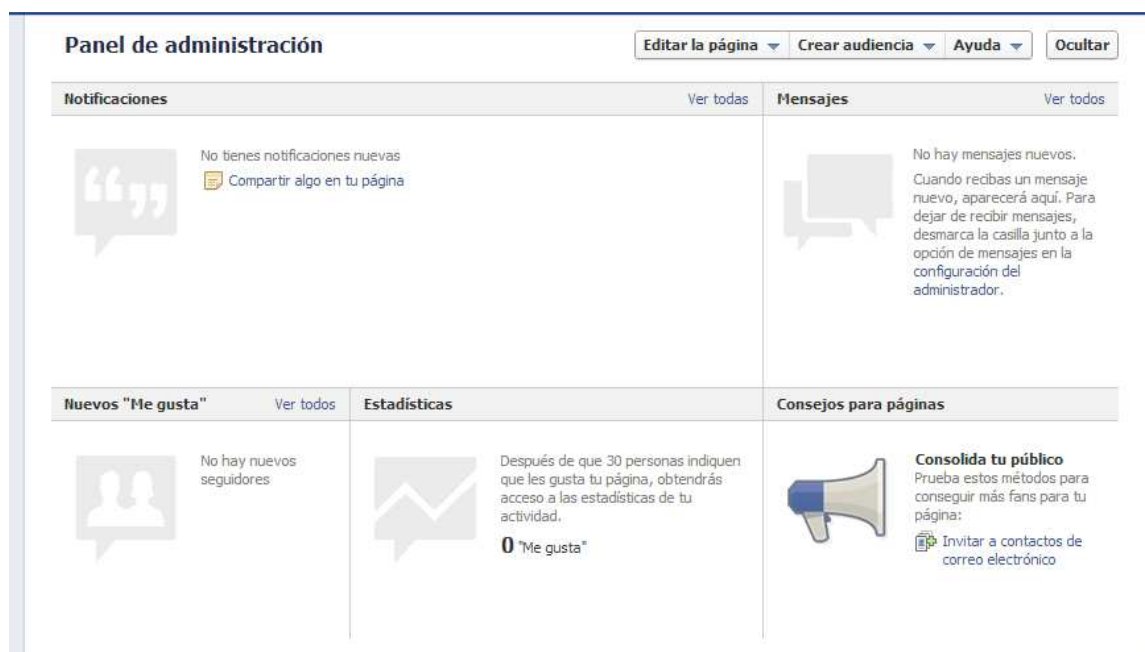 Panel de administración
Editar la página
Crear audiencia
Ayuda
Ocultar
Notificaciones
Ver todas
No tienes notificaciones nuevas
Compartir algo en tu página
Mensajes
Ver todos
No hay mensajes nuevos.
Cuando recibas un mensaje
nuevo, aparecerá aquí. Para
dejar de recibir mensajes,
desmarca la casilla junto a la
opción de mensajes en la
configuración del
administrador.
Nuevos "Me gusta"
Ver todos
No hay nuevos
seguidores
Estadísticas
Después de que 30 personas indiquen
que les gusta tu página, obtendrás
acceso a las estadísticas de tu
actividad.
0 "Me gusta"
Consejos para páginas
Consolida tu público
Prueba estos métodos para
conseguir más fans para tu
página:
Invitar a contactos de
correo electrónico